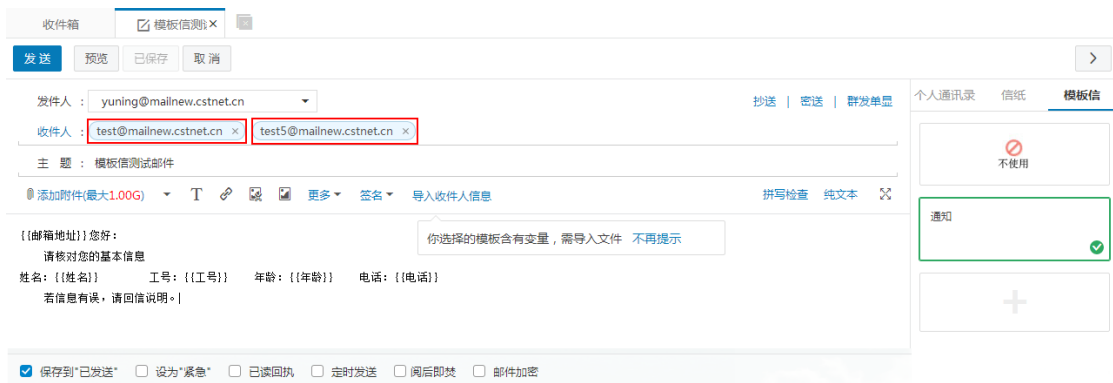 收件箱 模板信测试
发 送 预览 已保存 取 消
发件人 : yuning@mailnew.cstnet.cn 抄送 | 密送 | 群发单显
收件人 : test@mailnew.cstnet.cn × test5@mailnew.cstnet.cn ×
主 题 : 模板信测试邮件
添加附件(最大1.00G) T 更多 签名 导入收件人信息 拼写检查 纯文本
你选择的模板含有变量，需导入文件 不再提示
{{邮箱地址}}您好：
请核对您的基本信息
姓名：{{姓名}} 工号：{{工号}} 年龄：{{年龄}} 电话：{{电话}}
若信息有误，请回信说明。
保存到"已发送" 设为"紧急" 已读回执 定时发送 阅后即焚 邮件加密
个人通讯录 信纸 模板信
不使用
通知